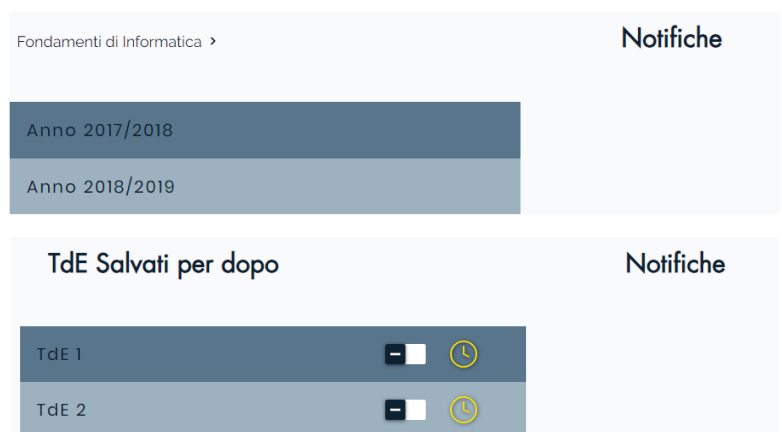 Fondamenti di Informatica >
Notifiche
Anno 2017/2018
Anno 2018/2019
TdE Salvati per dopo
Notifiche
TdE 1
TdE 2